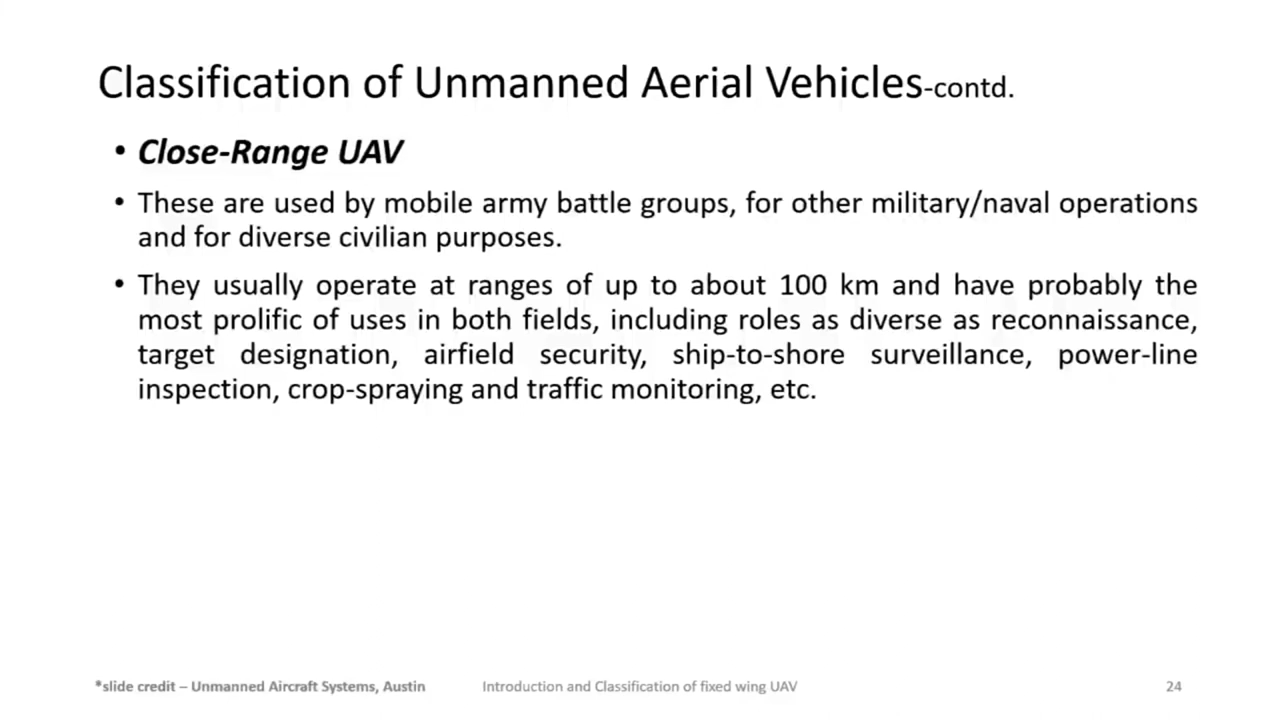 Classification of Unmanned Aerial Vehicles-contd.
• Close-Range UAV
• These are used by mobile army battle groups, for other military/naval operations
and for diverse civilian purposes.
• They usually operate at ranges of up to about 100 km and have probably the
most prolific of uses in both fields, including roles as diverse as reconnaissance,
target designation, airfield security, ship-to-shore surveillance, power-line
inspection, crop-spraying and traffic monitoring, etc.
*slide credit – Unmanned Aircraft Systems, Austin
Introduction and Classification of fixed wing UAV
24